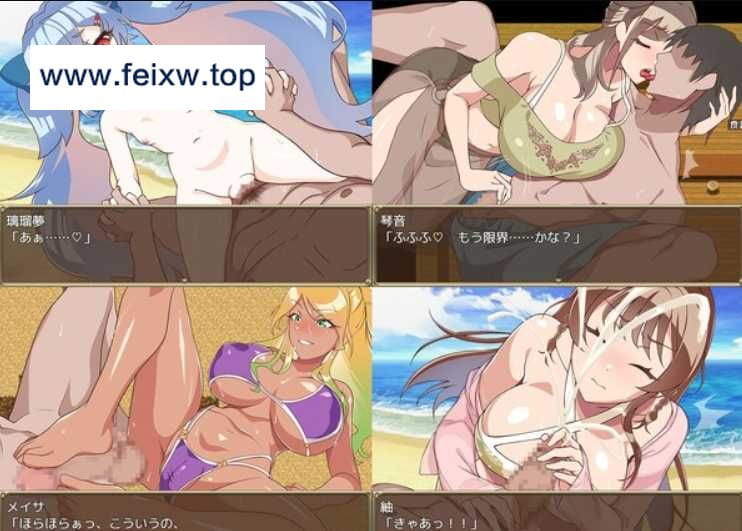 www.feixw.top
璃瑠夢
「あぁ……♡」
琴音
「ふふふ♡　もう限界……かな？」
メイサ
「ほらほらぁっ、こういうの、
紬
「きゃあっ！！」